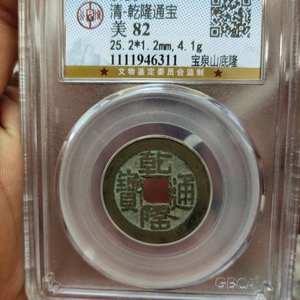 清·乾隆通宝
美 82
25.2*1.2mm,4.1g
1111946311 宝泉山底隆
★文物鉴定委员会监制★
乾隆通寶
GBCA